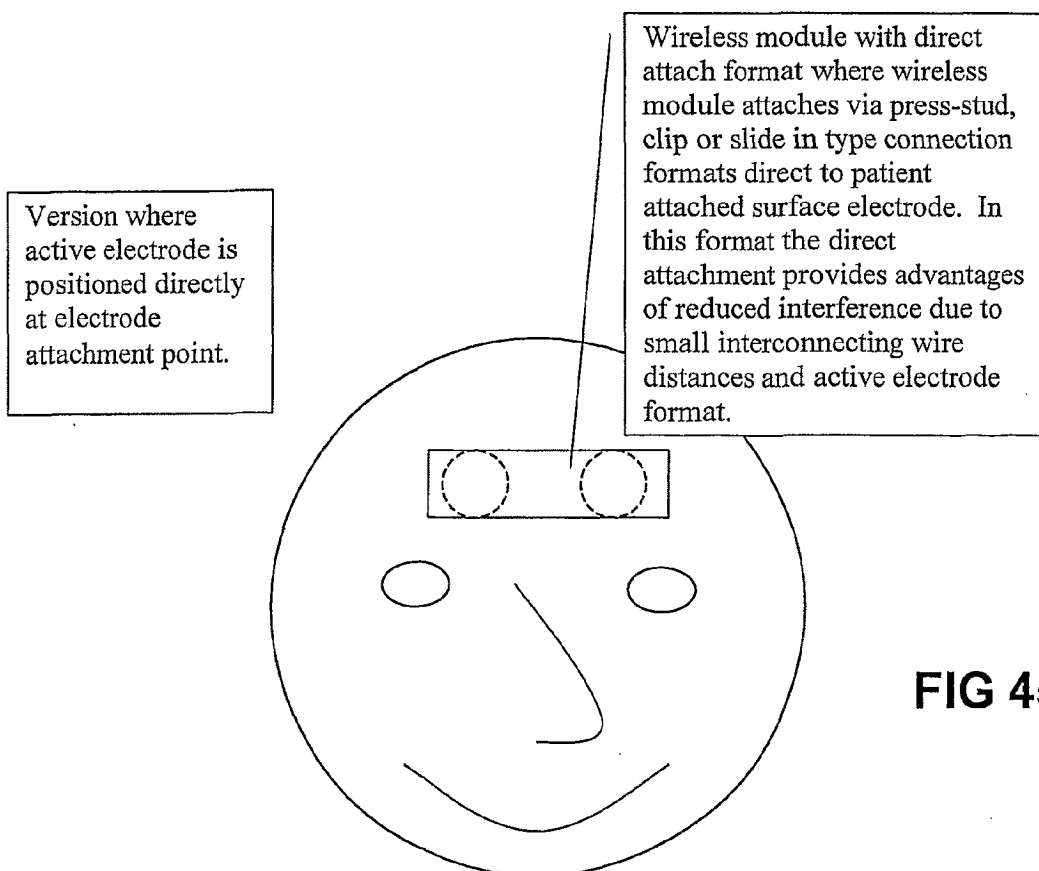 Wireless module with direct
attach format where wireless
module attaches via press-stud,
clip or slide in type connection
formats direct to patient
attached surface electrode. In
this format the direct
attachment provides advantages
of reduced interference due to
small interconnecting wire
distances and active electrode
format.
Version where
active electrode is
positioned directly
at electrode
attachment point.
FIG